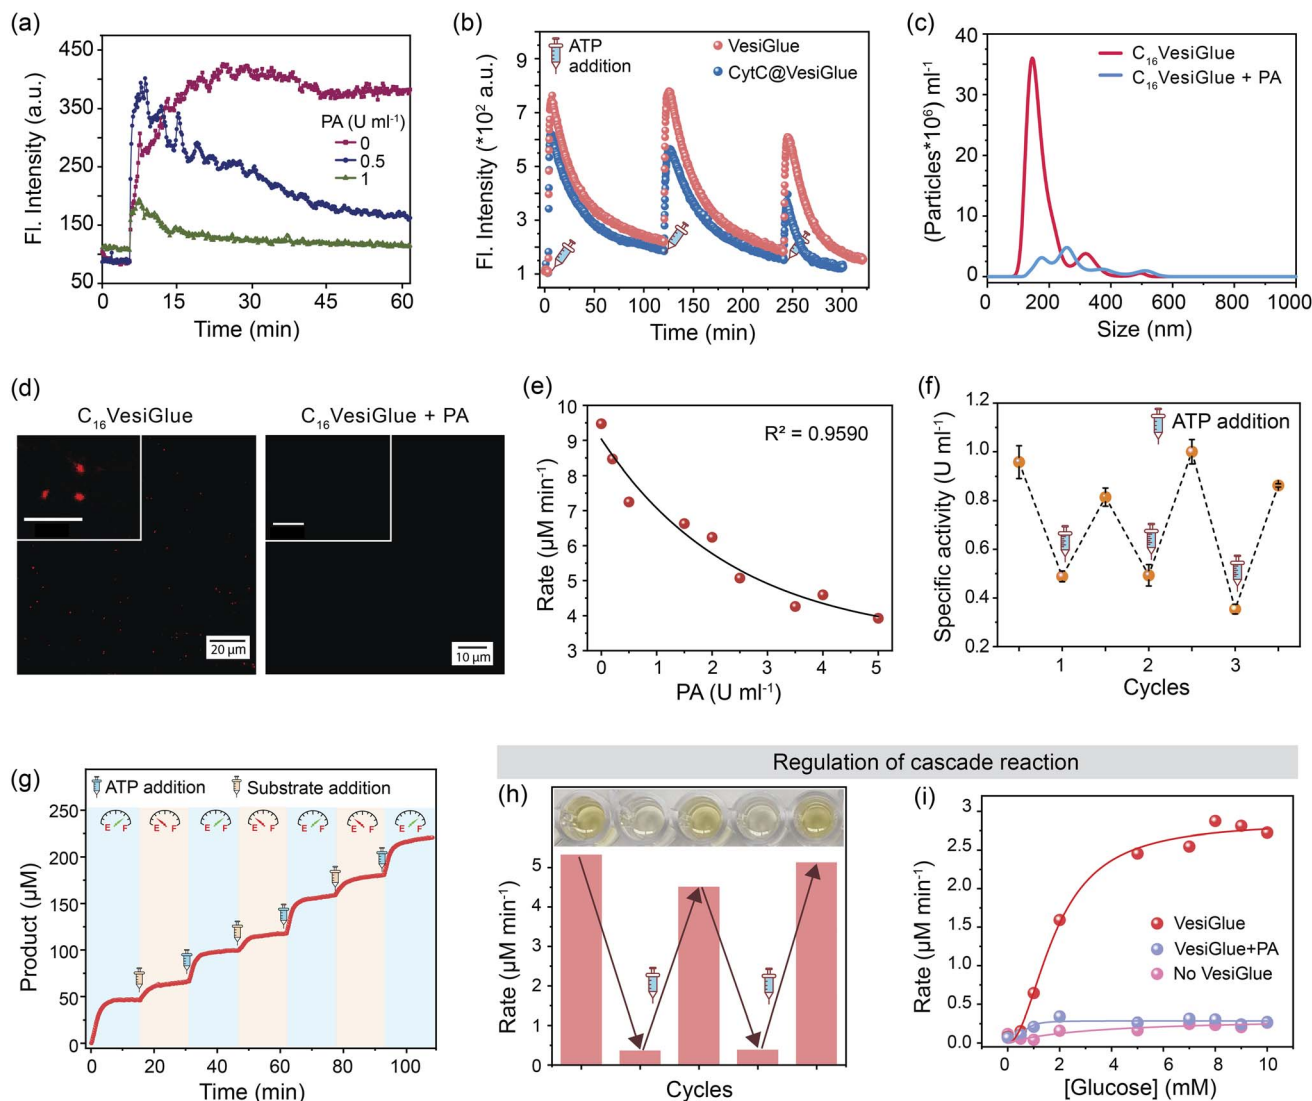 (a)
450
350
250
150
50
Fl. Intensity (a.u.)
PA (U ml⁻¹)
0
0.5
1
0 15 30 45 60
Time (min)
(b)
9
7
5
3
1
Fl. Intensity (*10² a.u.)
ATP
addition
VesiGlue
CytC@VesiGlue
0 50 100 150 200 250 300
Time (min)
(c)
40
30
20
10
0
(Particles*10⁶) ml⁻¹
C₁₆VesiGlue
C₁₆VesiGlue + PA
0 200 400 600 800 1000
Size (nm)
(d)
C₁₆VesiGlue
C₁₆VesiGlue + PA
20 µm
10 µm
(e)
10
9
8
7
6
5
4
3
Rate (µM min⁻¹)
R² = 0.9590
0 1 2 3 4 5
PA (U ml⁻¹)
(f)
1.2
1.0
0.8
0.6
0.4
0.2
Specific activity (U ml⁻¹)
ATP addition
1 2 3
Cycles
(g)
ATP addition
Substrate addition
250
200
150
100
50
0
Product (µM)
E F E F E F E F E F E F E F
0 20 40 60 80 100
Time (min)
Regulation of cascade reaction
(h)
5
4
3
2
1
0
Rate (µM min⁻¹)
Cycles
(i)
3.0
2.5
2.0
1.5
1.0
0.5
0.0
Rate (µM min⁻¹)
VesiGlue
VesiGlue+PA
No VesiGlue
0 2 4 6 8 10
[Glucose] (mM)